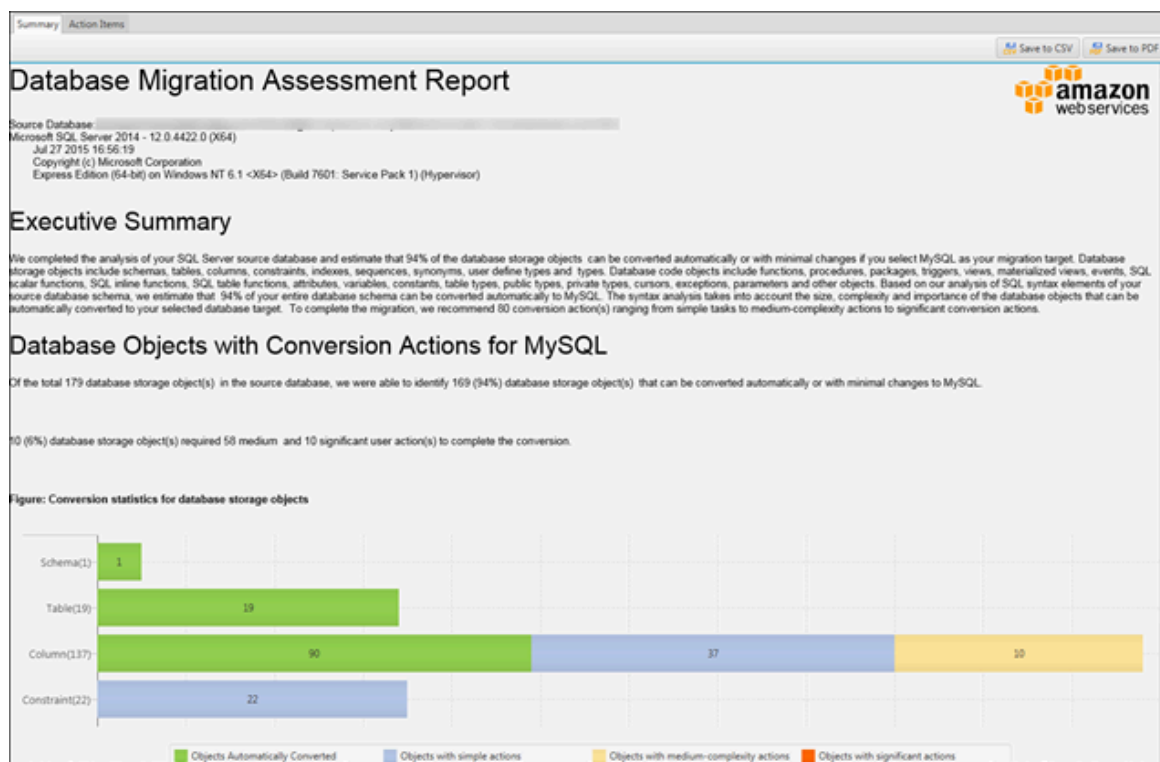 Summary Action Items
Save to CSV Save to PDF
Database Migration Assessment Report
amazon
webservices
Source Database:
Microsoft SQL Server 2014 - 12.0.4422.0 (X64)
Jul 27 2015 16:56:19
Copyright (c) Microsoft Corporation
Express Edition (64-bit) on Windows NT 6.1 <X64> (Build 7601: Service Pack 1) (Hypervisor)
Executive Summary
We completed the analysis of your SQL Server source database and estimate that 94% of the database storage objects can be converted automatically or with minimal changes if you select MySQL as your migration target. Database
storage objects include schemas, tables, columns, constraints, indexes, sequences, synonyms, user define types and types. Database code objects include functions, procedures, packages, triggers, views, materialized views, events, SQL
scalar functions, SQL inline functions, SQL table functions, attributes, variables, constants, table types, public types, private types, cursors, exceptions, parameters and other objects. Based on our analysis of SQL syntax elements of your
source database schema, we estimate that 94% of your entire database schema can be converted automatically to MySQL. The syntax analysis takes into account the size, complexity and importance of the database objects that can be
automatically converted to your selected database target. To complete the migration, we recommend 80 conversion action(s) ranging from simple tasks to medium-complexity actions to significant conversion actions.
Database Objects with Conversion Actions for MySQL
Of the total 179 database storage object(s) in the source database, we were able to identify 169 (94%) database storage object(s) that can be converted automatically or with minimal changes to MySQL.
10 (6%) database storage object(s) required 58 medium and 10 significant user action(s) to complete the conversion.
Figure: Conversion statistics for database storage objects
Schema(1) 1
Table(19) 19
Column(137) 90 37 10
Constraint(22) 22
Objects Automatically Converted Objects with simple actions Objects with medium-complexity actions Objects with significant actions